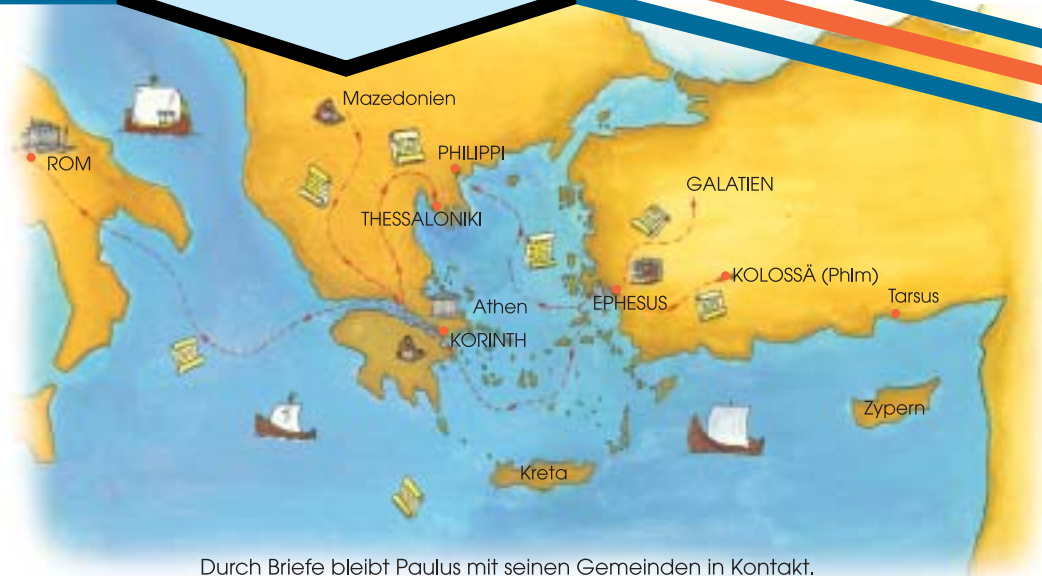 Mazedonien
ROM
PHILIPPI
GALATIEN
THESSALONIKI
KOLOSSÄ (Phlm)
EPHESUS
Tarsus
Athen
KORINTH
Zypern
Kreta
Durch Briefe bleibt Paulus mit seinen Gemeinden in Kontakt.